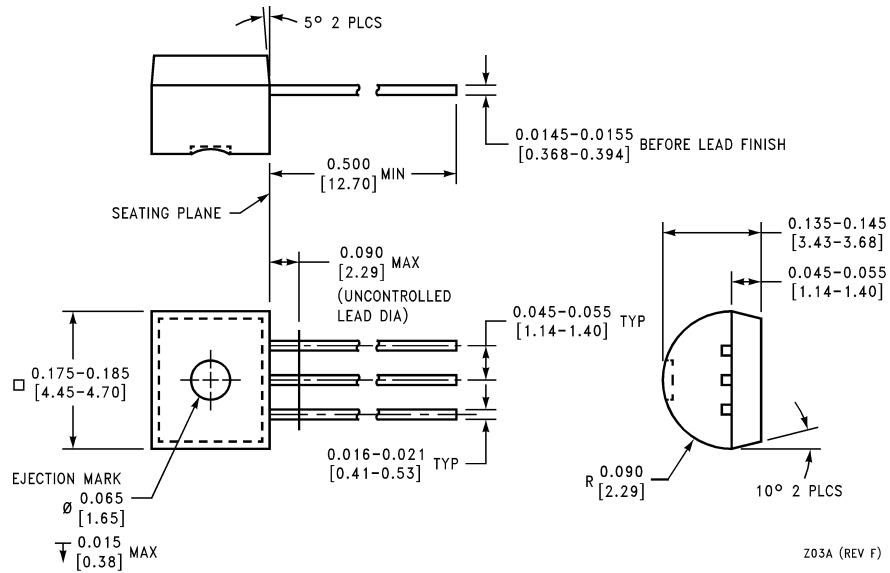 5° 2 PLCS
0.0145-0.0155
[0.368-0.394] BEFORE LEAD FINISH
0.500
[12.70] MIN
SEATING PLANE
0.135-0.145
[3.43-3.68]
0.090
[2.29] MAX
(UNCONTROLLED
LEAD DIA)
0.045-0.055
[1.14-1.40]
0.045-0.055
[1.14-1.40] TYP
0.175-0.185
[4.45-4.70]
0.016-0.021
[0.41-0.53] TYP
R 0.090
[2.29]
10° 2 PLCS
EJECTION MARK
Ø 0.065
[1.65]
0.015
[0.38] MAX
Z03A (REV F)